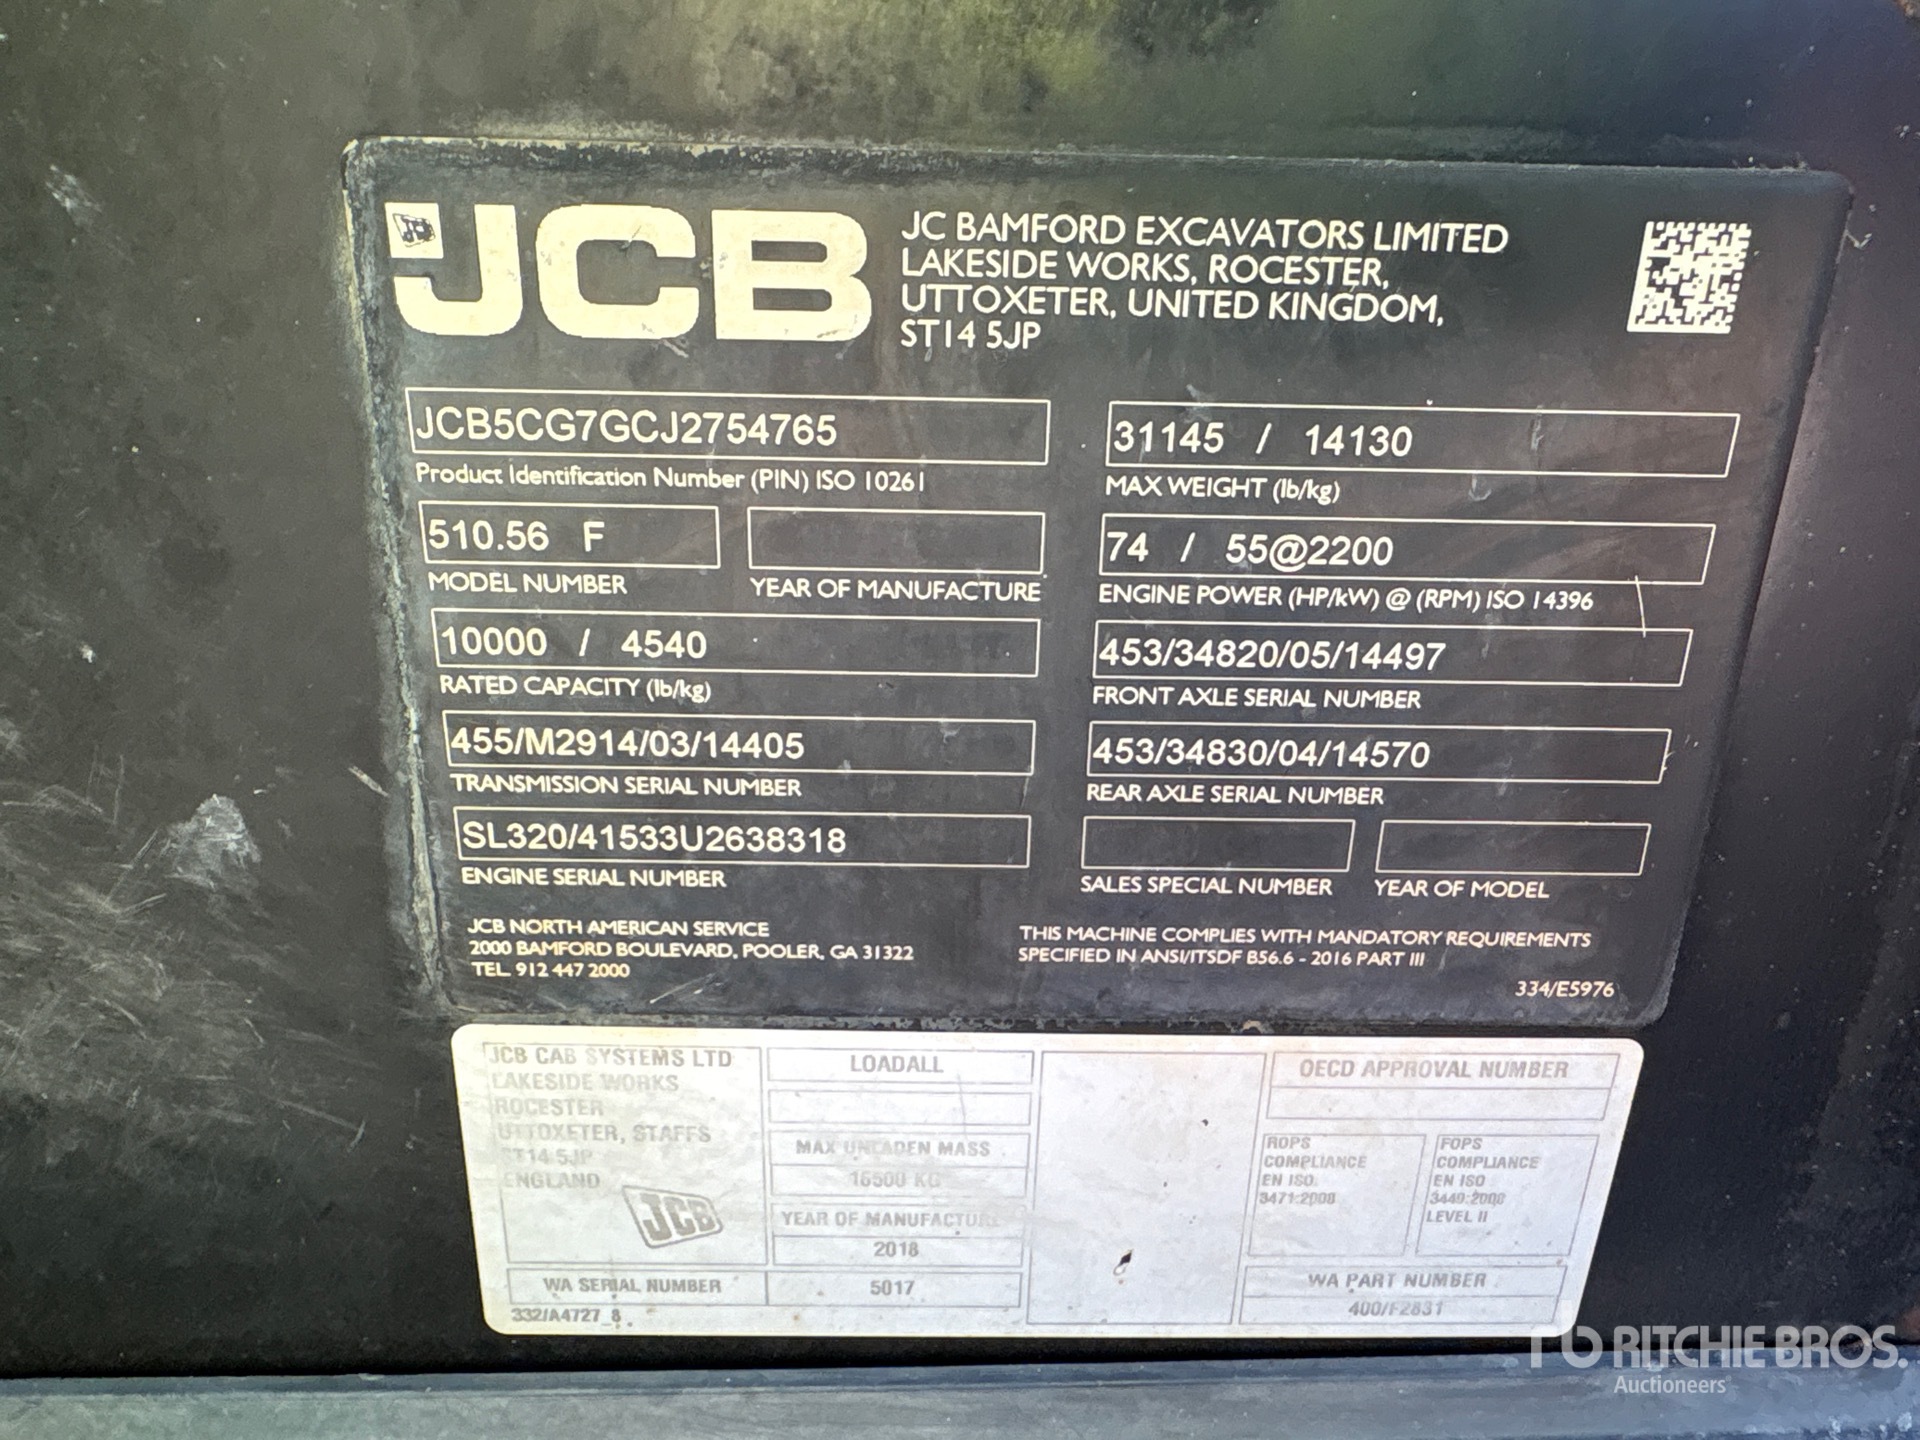 JCB
JC BAMFORD EXCAVATORS LIMITED
LAKESIDE WORKS, ROCESTER,
UTTOXETER, UNITED KINGDOM,
ST14 5JP
JCB5CG7GCJ2754765
Product Identification Number (PIN) ISO 10261
31145 / 14130
MAX WEIGHT (lb/kg)
510.56 F
MODEL NUMBER
YEAR OF MANUFACTURE
74 / 55@2200
ENGINE POWER (HP/kW) @ (RPM) ISO 14396
10000 / 4540
RATED CAPACITY (lb/kg)
453/34820/05/14497
FRONT AXLE SERIAL NUMBER
455/M2914/03/14405
TRANSMISSION SERIAL NUMBER
453/34830/04/14570
REAR AXLE SERIAL NUMBER
SL320/41533U2638318
ENGINE SERIAL NUMBER
SALES SPECIAL NUMBER
YEAR OF MODEL
JCB NORTH AMERICAN SERVICE
2000 BAMFORD BOULEVARD, POOLER, GA 31322
TEL 912 447 2000
THIS MACHINE COMPLIES WITH MANDATORY REQUIREMENTS
SPECIFIED IN ANSI/ITSDF B56.6 - 2016 PART III
334/E5976
JCB CAB SYSTEMS LTD
LAKESIDE WORKS
ROCESTER
UTTOXETER, STAFFS
ST14 5JP
ENGLAND
JCB
WA SERIAL NUMBER
332/A4727_8
LOADALL
MAX UNLADEN MASS
16500 KG
YEAR OF MANUFACTURE
2018
5017
OECD APPROVAL NUMBER
ROPS
COMPLIANCE
EN ISO
3471:2008
FOPS
COMPLIANCE
EN ISO
3449:2008
LEVEL II
WA PART NUMBER
400/F2831
RITCHIE BROS.
Auctioneers